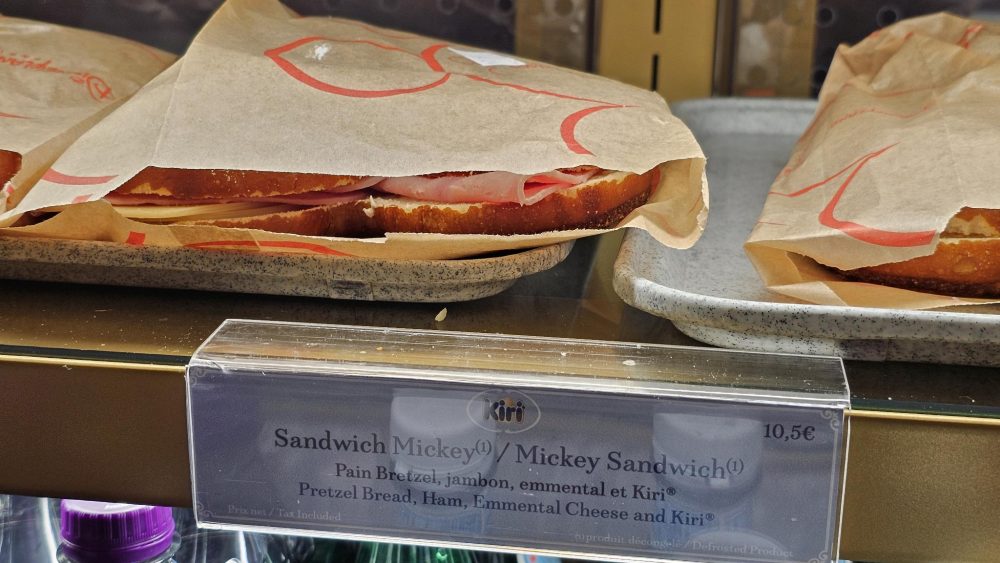 Kiri
10,5€
Sandwich Mickey(1) / Mickey Sandwich(1)
Pain Bretzel, jambon, emmental et Kiri®
Pretzel Bread, Ham, Emmental Cheese and Kiri®
Prix net / Tax Included
(1) produit décongelé / Defrosted Product